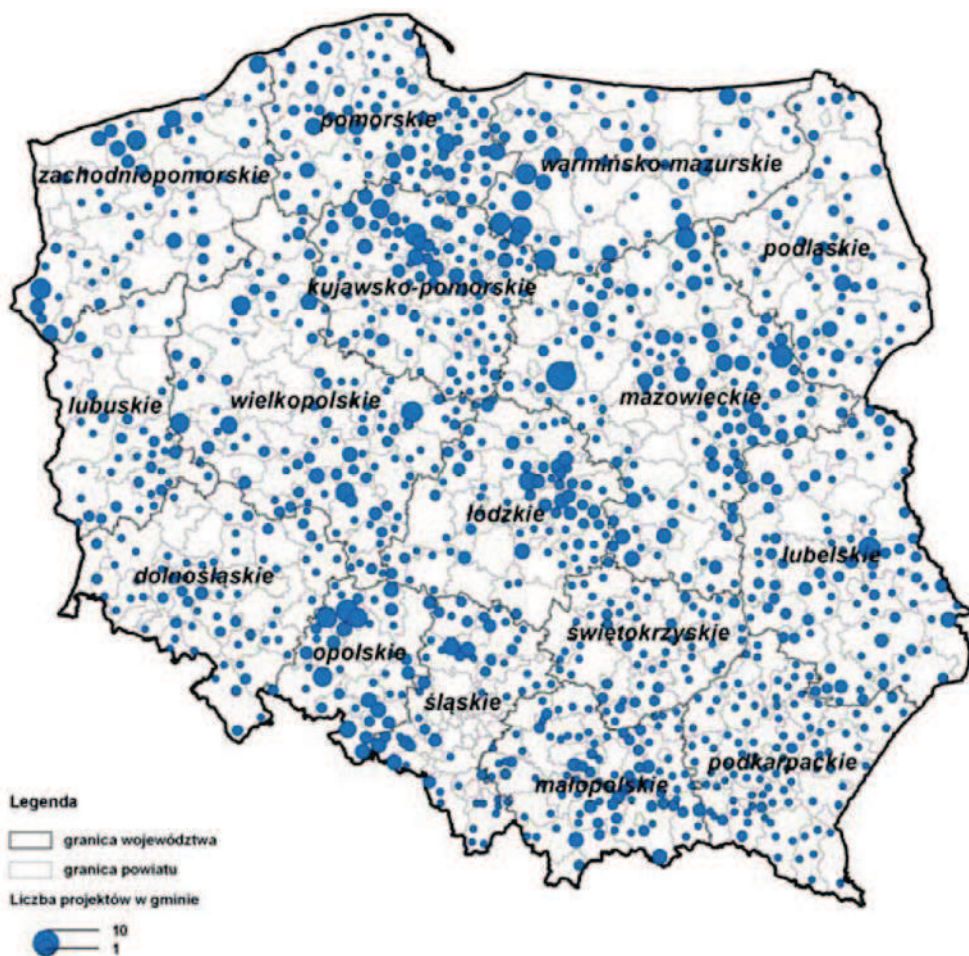 pomorskie
zachodniopomorskie
warmińsko-mazurskie
podlaskie
kujawsko-pomorskie
lubuskie
wielkopolskie
mazowieckie
łódzkie
lubelskie
dolnośląskie
świętokrzyskie
opolskie
śląskie
małopolskie
podkarpackie
Legenda
granica województwa
granica powiatu
Liczba projektów w gminie
10
1